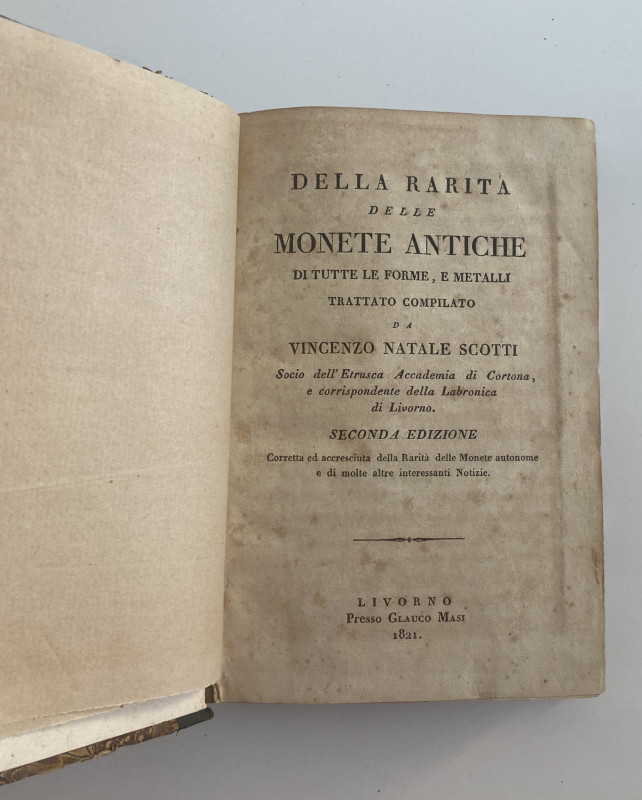 DELLA RARITÀ
DELLE
MONETE ANTICHE
DI TUTTE LE FORME, E METALLI
TRATTATO COMPILATO
DA
VINCENZO NATALE SCOTTI
Socio dell'Etrusca Accademia di Cortona,
e corrispondente della Labronica
di Livorno.
SECONDA EDIZIONE
Corretta ed accresciuta della Rarità delle Monete autonome
e di molte altre interessanti Notizie.
LIVORNO
Presso GLAUCO MASI
1821.